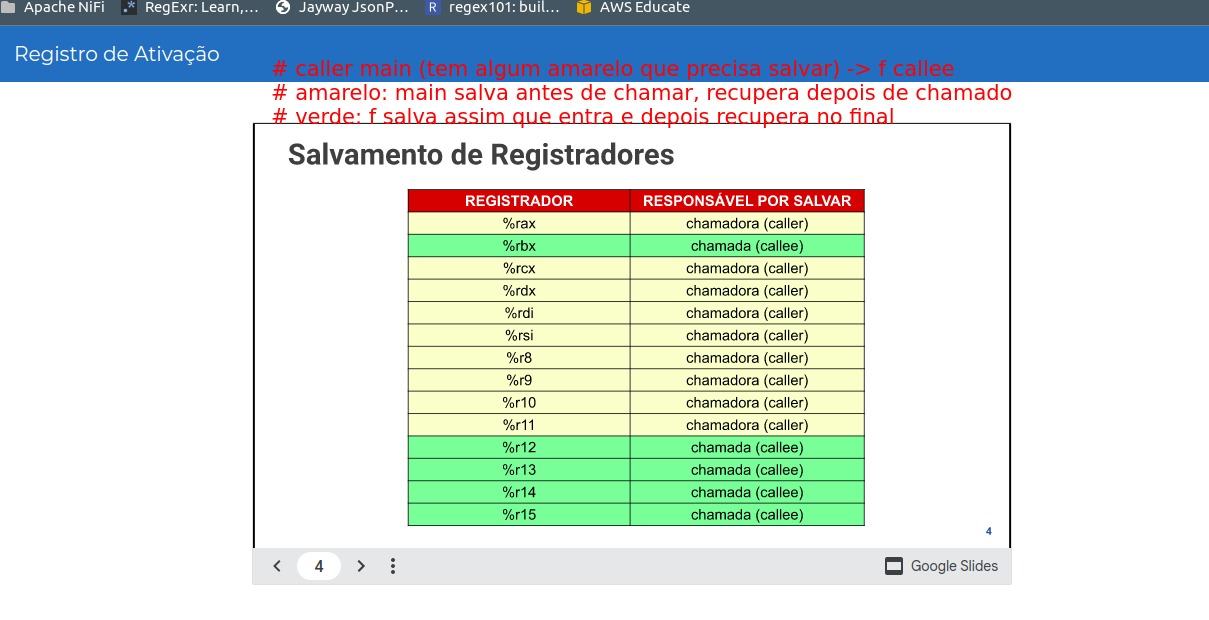 Apache NiFi RegExr: Learn,... Jayway JsonP... R regex101: buil... AWS Educate
Registro de Ativação
# caller main (tem algum amarelo que precisa salvar) -> f callee
# amarelo: main salva antes de chamar, recupera depois de chamado
# verde: f salva assim que entra e depois recupera no final
Salvamento de Registradores
REGISTRADOR RESPONSÁVEL POR SALVAR
%rax chamadora (caller)
%rbx chamada (callee)
%rcx chamadora (caller)
%rdx chamadora (caller)
%rdi chamadora (caller)
%rsi chamadora (caller)
%r8 chamadora (caller)
%r9 chamadora (caller)
%r10 chamadora (caller)
%r11 chamadora (caller)
%r12 chamada (callee)
%r13 chamada (callee)
%r14 chamada (callee)
%r15 chamada (callee)
4
4 Google Slides